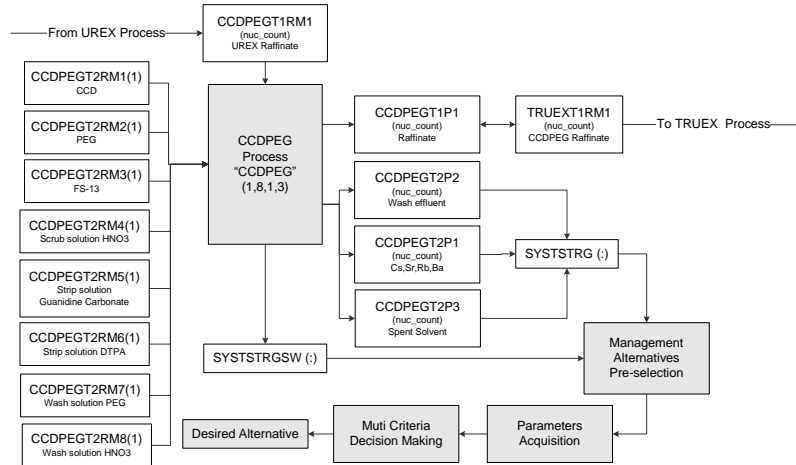 From UREX Process
CCDPEGT1RM1
(nuc_count)
UREX Raffinate
CCDPEGT2RM1(1)
CCD
CCDPEGT2RM2(1)
PEG
CCDPEGT2RM3(1)
FS-13
CCDPEGT2RM4(1)
Scrub solution HNO3
CCDPEGT2RM5(1)
Strip solution
Guanidine Carbonate
CCDPEGT2RM6(1)
Strip solution DTPA
CCDPEGT2RM7(1)
Wash solution PEG
CCDPEGT2RM8(1)
Wash solution HNO3
CCDPEG
Process
“CCDPEG”
(1,8,1,3)
CCDPEGT1P1
(nuc_count)
Raffinate
TRUEXT1RM1
(nuc_count)
CCDPEG Raffinate
To TRUEX Process
CCDPEGT2P2
(nuc_count)
Wash effluent
CCDPEGT2P1
(nuc_count)
Cs,Sr,Rb,Ba
CCDPEGT2P3
(nuc_count)
Spent Solvent
SYSTSTRG (:)
SYSTSTRGSW (:)
Management
Alternatives
Pre-selection
Parameters
Acquisition
Muti Criteria
Decision Making
Desired Alternative